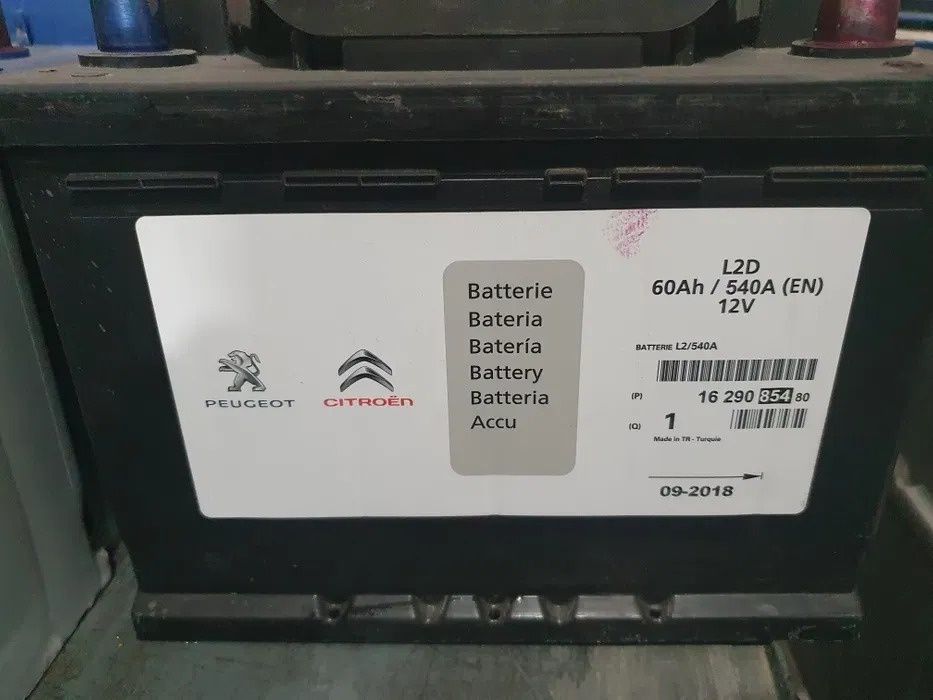 L2D
60Ah / 540A (EN)
12V
Batterie
Bateria
Batería
Battery
Batteria
Accu
PEUGEOT
CITROËN
BATTERIE L2/540A
(P) 16 290 854 80
(Q) 1
Made in TR - Turquie
09-2018